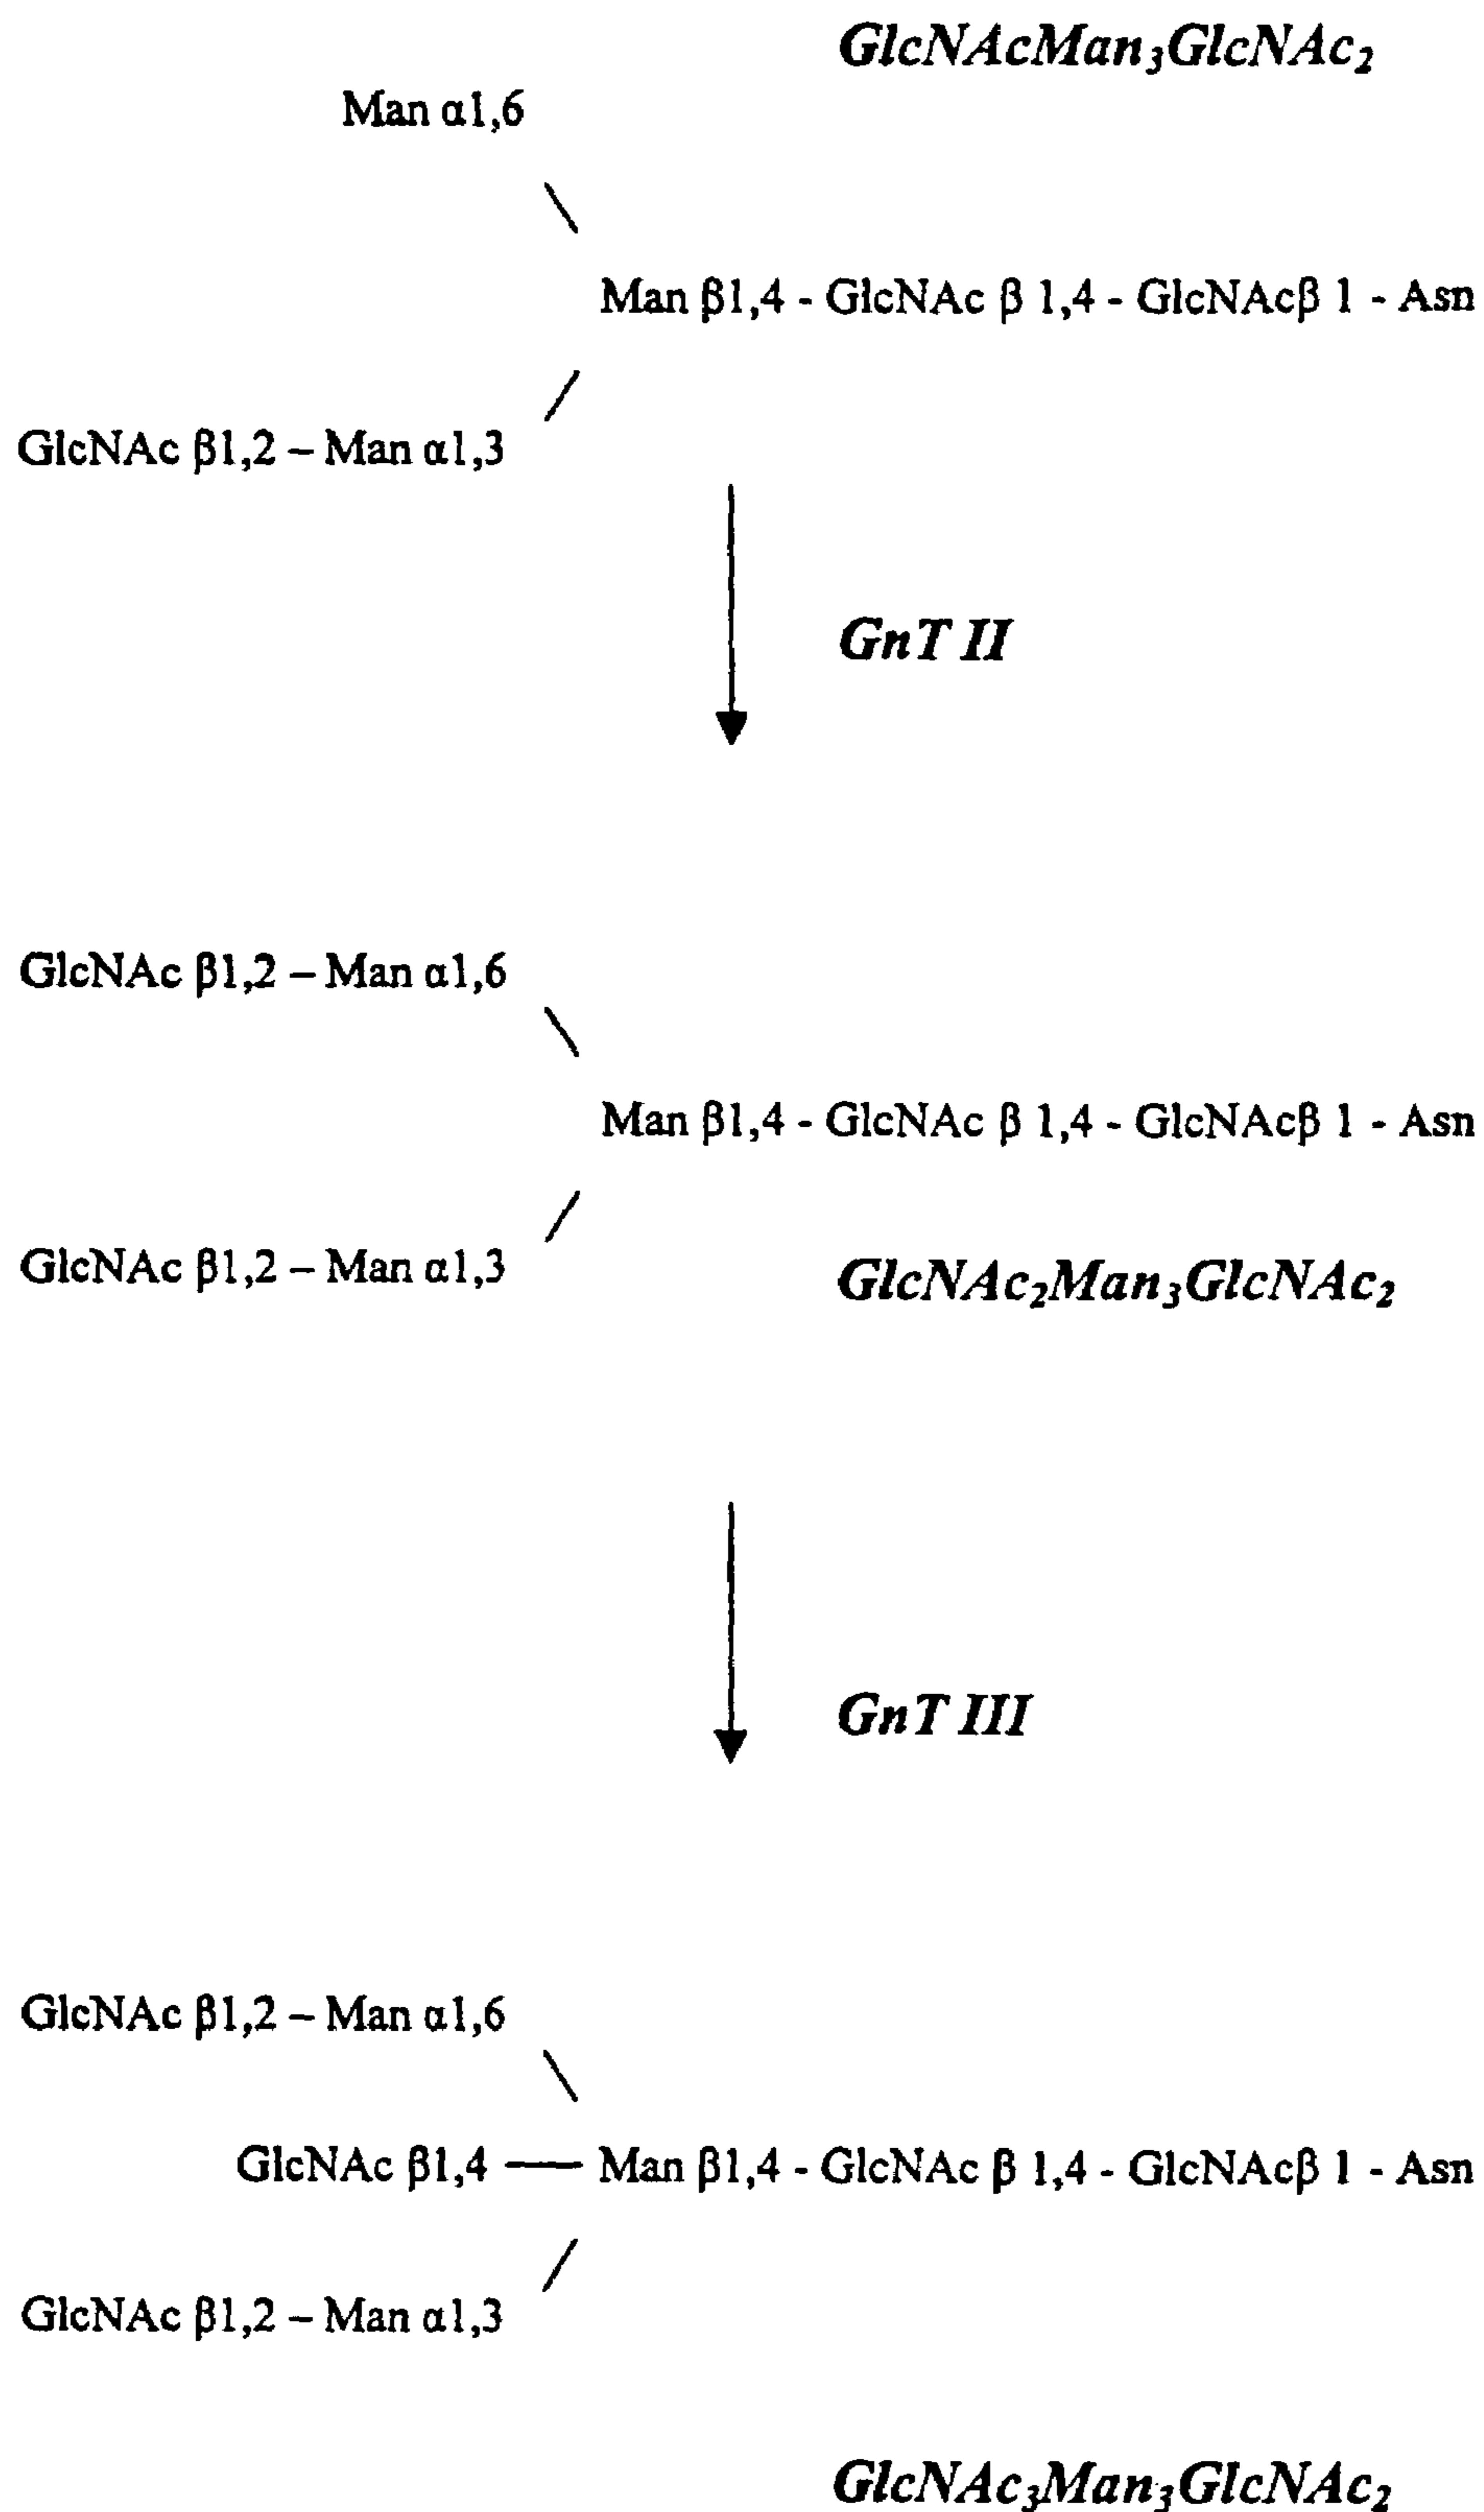 GlcNAcMan₃GlcNAc₂
Man α1,6
Man β1,4 - GlcNAc β 1,4 - GlcNAcβ 1 - Asn
GlcNAc β1,2 – Man α1,3
GnT II
GlcNAc β1,2 – Man α1,6
Man β1,4 - GlcNAc β 1,4 - GlcNAcβ 1 - Asn
GlcNAc β1,2 – Man α1,3
GlcNAc₂Man₃GlcNAc₂
GnT III
GlcNAc β1,2 – Man α1,6
GlcNAc β1,4 — Man β1,4 - GlcNAc β 1,4 - GlcNAcβ 1 - Asn
GlcNAc β1,2 – Man α1,3
GlcNAc₃Man₃GlcNAc₂